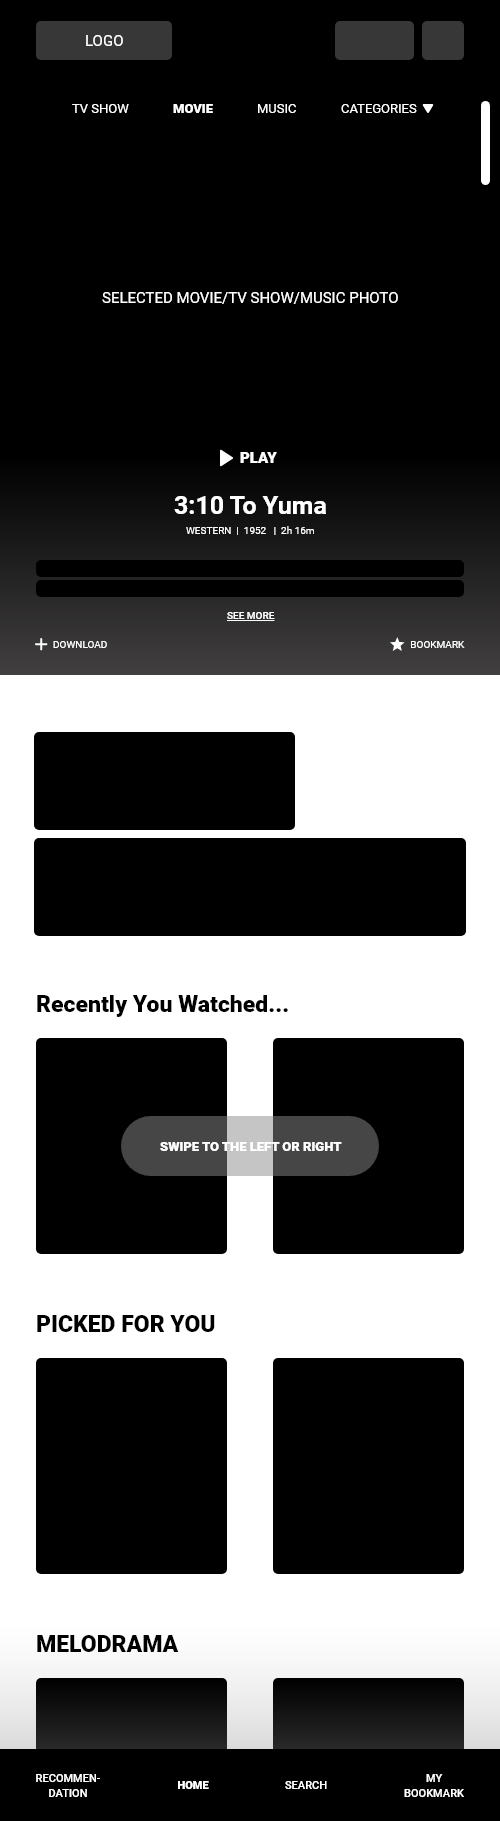 LOGO
TV SHOW MOVIE MUSIC CATEGORIES
SELECTED MOVIE/TV SHOW/MUSIC PHOTO
PLAY
3:10 To Yuma
WESTERN | 1952 | 2h 16m
SEE MORE
DOWNLOAD BOOKMARK
Recently You Watched...
SWIPE TO THE LEFT OR RIGHT
PICKED FOR YOU
MELODRAMA
RECOMMEN-
DATION
HOME
SEARCH
MY
BOOKMARK